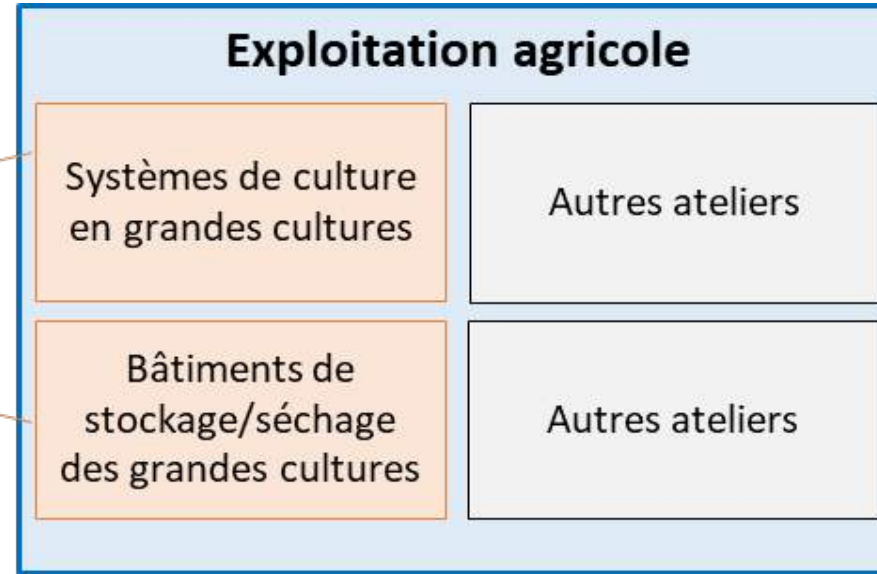 Exploitation agricole
Systèmes de culture
en grandes cultures
Autres ateliers
Bâtiments de
stockage/séchage
des grandes cultures
Autres ateliers